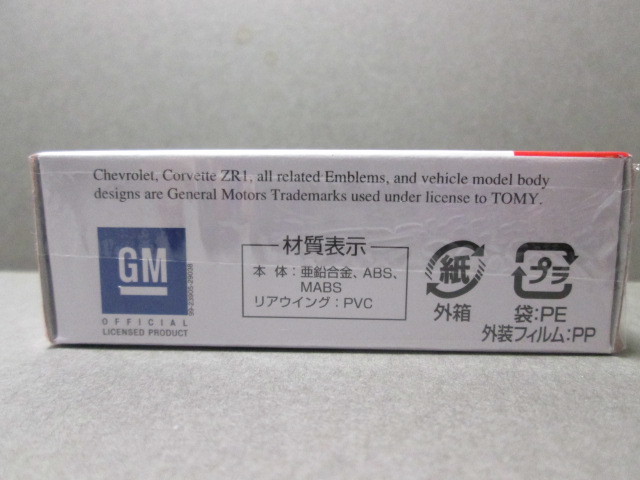 Chevrolet, Corvette ZR1, all related Emblems, and vehicle model body
designs are General Motors Trademarks used under license to TOMY.
GM
OFFICIAL
LICENSED PRODUCT
材質表示
本 体：亜鉛合金、ABS、
MABS
リアウイング：PVC
紙
外箱
プラ
袋：PE
外装フィルム：PP